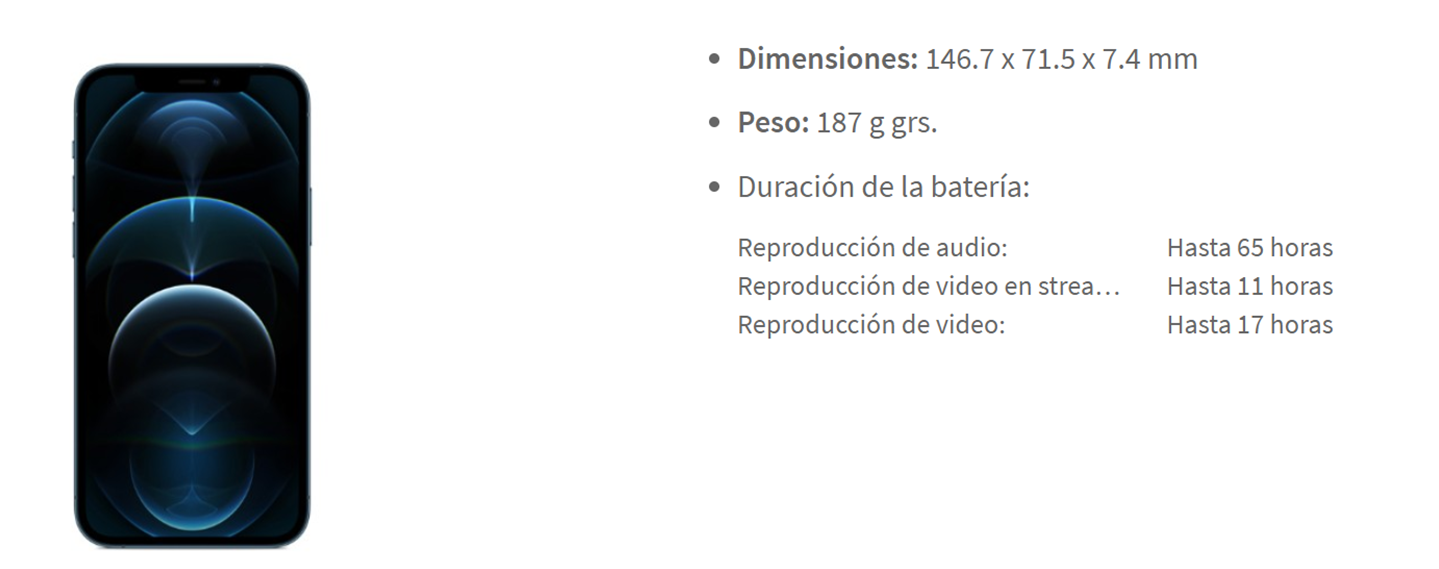 Dimensiones: 146.7 x 71.5 x 7.4 mm
Peso: 187 g grs.
Duración de la batería:
Reproducción de audio: Hasta 65 horas
Reproducción de video en strea… Hasta 11 horas
Reproducción de video: Hasta 17 horas